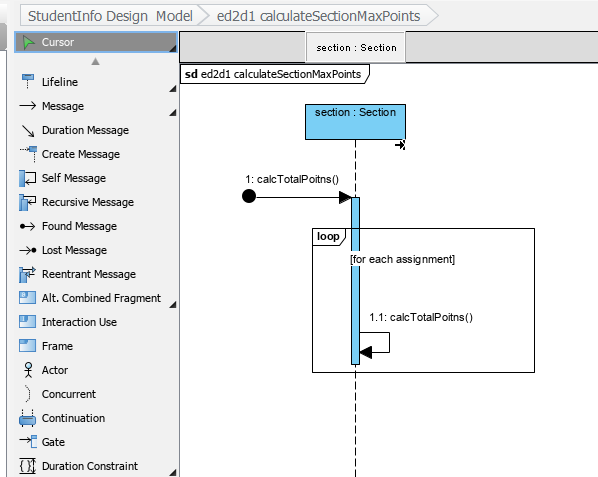 StudentInfo Design Model
ed2d1 calculateSectionMaxPoints
Cursor
Lifeline
Message
Duration Message
Create Message
Self Message
Recursive Message
Found Message
Lost Message
Reentrant Message
Alt. Combined Fragment
Interaction Use
Frame
Actor
Concurrent
Continuation
Gate
Duration Constraint
section : Section
sd ed2d1 calculateSectionMaxPoints
section : Section
1: calcTotalPoitns()
loop
[for each assignment]
1.1: calcTotalPoitns()